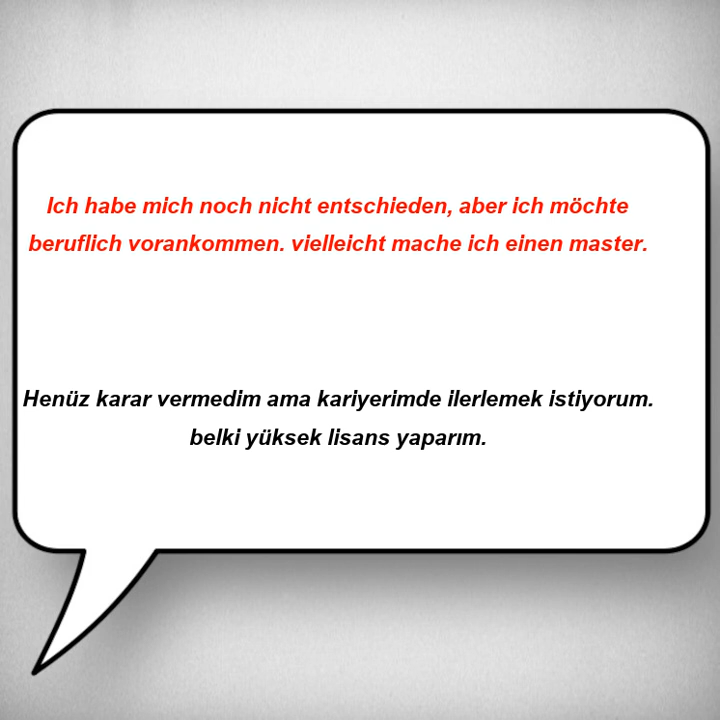 Ich habe mich noch nicht entschieden, aber ich möchte
beruflich vorankommen. vielleicht mache ich einen master.
Henüz karar vermedim ama kariyerimde ilerlemek istiyorum.
belki yüksek lisans yaparım.